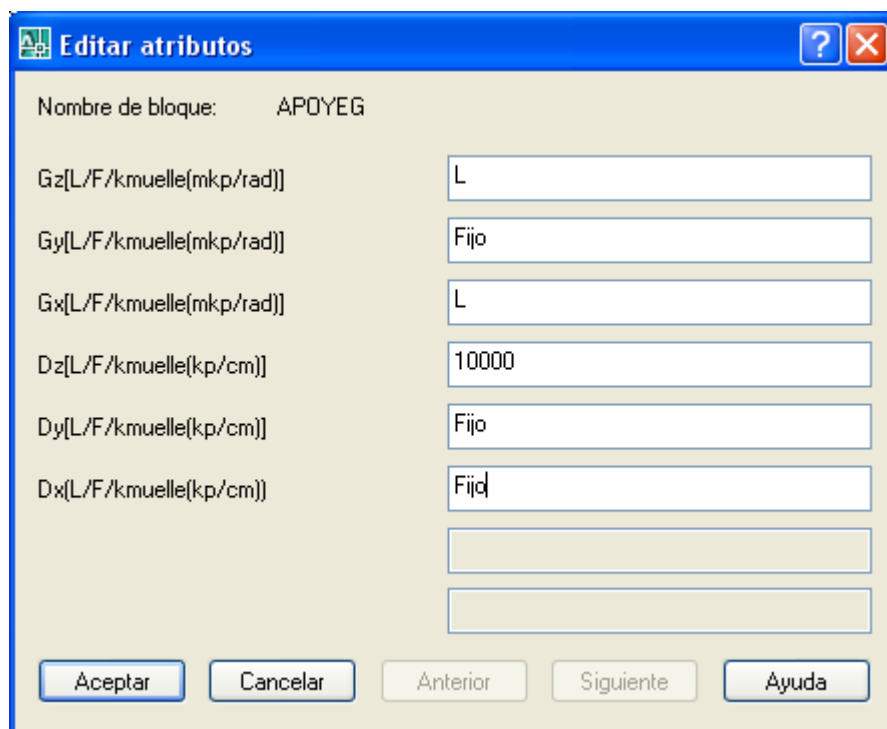 Editar atributos
Nombre de bloque: APOYEG
Gz[L/F/kmuelle(mkp/rad)] L
Gy[L/F/kmuelle(mkp/rad)] Fijo
Gx[L/F/kmuelle(mkp/rad)] L
Dz[L/F/kmuelle(kp/cm)] 10000
Dy[L/F/kmuelle(kp/cm)] Fijo
Dx(L/F/kmuelle(kp/cm)) Fijo
Aceptar Cancelar Anterior Siguiente Ayuda